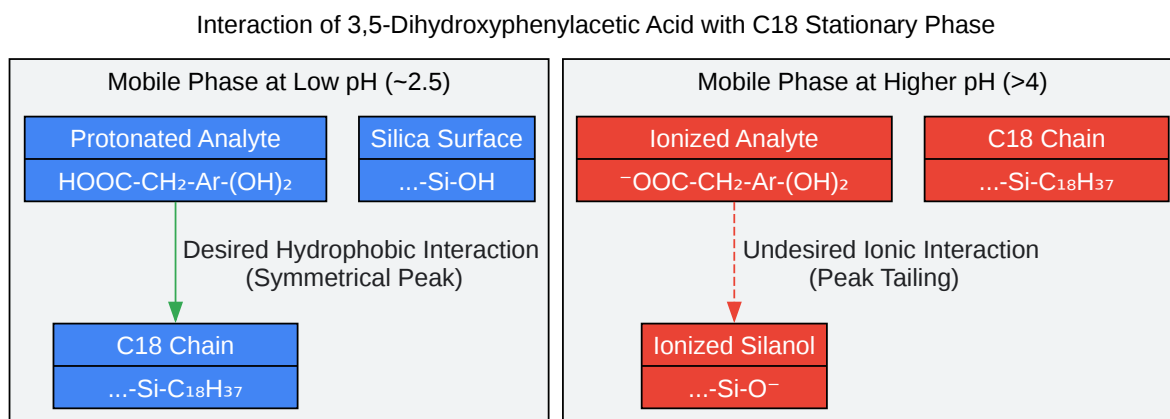 Interaction of 3,5-Dihydroxyphenylacetic Acid with C18 Stationary Phase
Mobile Phase at Low pH (~2.5)
Protonated Analyte
HOOC-CH₂-Ar-(OH)₂
Silica Surface
...-Si-OH
Desired Hydrophobic Interaction
(Symmetrical Peak)
C18 Chain
...-Si-C₁₈H₃₇
Mobile Phase at Higher pH (>4)
Ionized Analyte
⁻OOC-CH₂-Ar-(OH)₂
C18 Chain
...-Si-C₁₈H₃₇
Undesired Ionic Interaction
(Peak Tailing)
Ionized Silanol
...-Si-O⁻